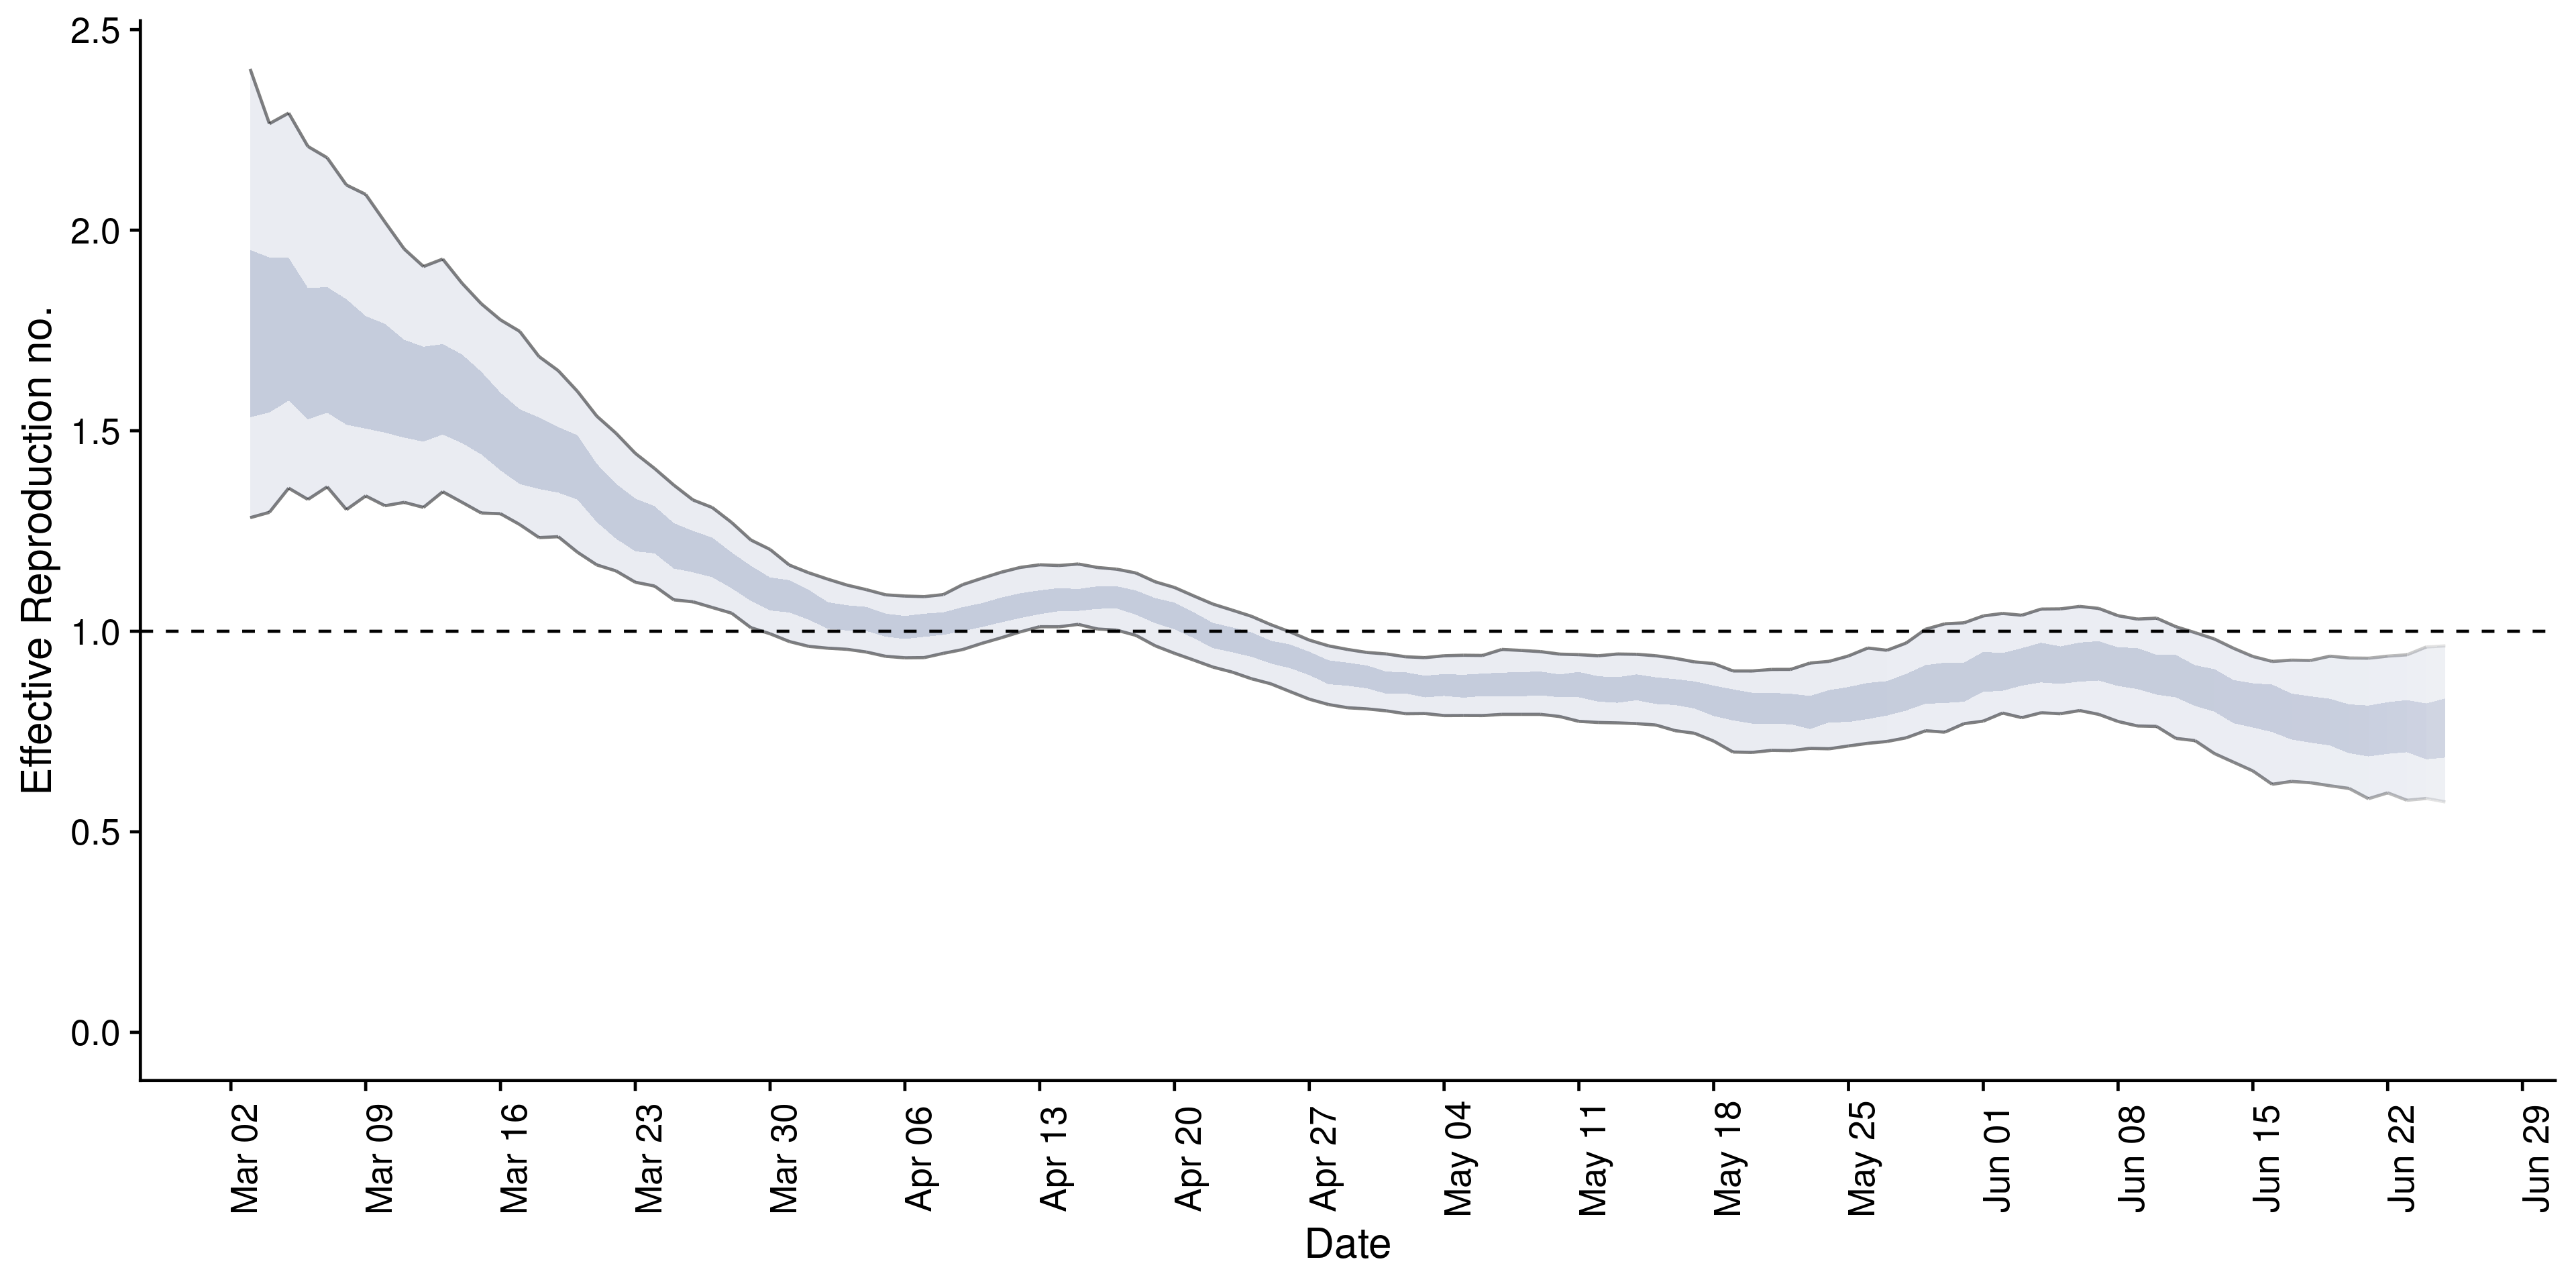 Effective Reproduction no.
2.5
2.0
1.5
1.0
0.5
0.0
Mar 02
Mar 09
Mar 16
Mar 23
Mar 30
Apr 06
Apr 13
Apr 20
Apr 27
May 04
May 11
May 18
May 25
Jun 01
Jun 08
Jun 15
Jun 22
Jun 29
Date